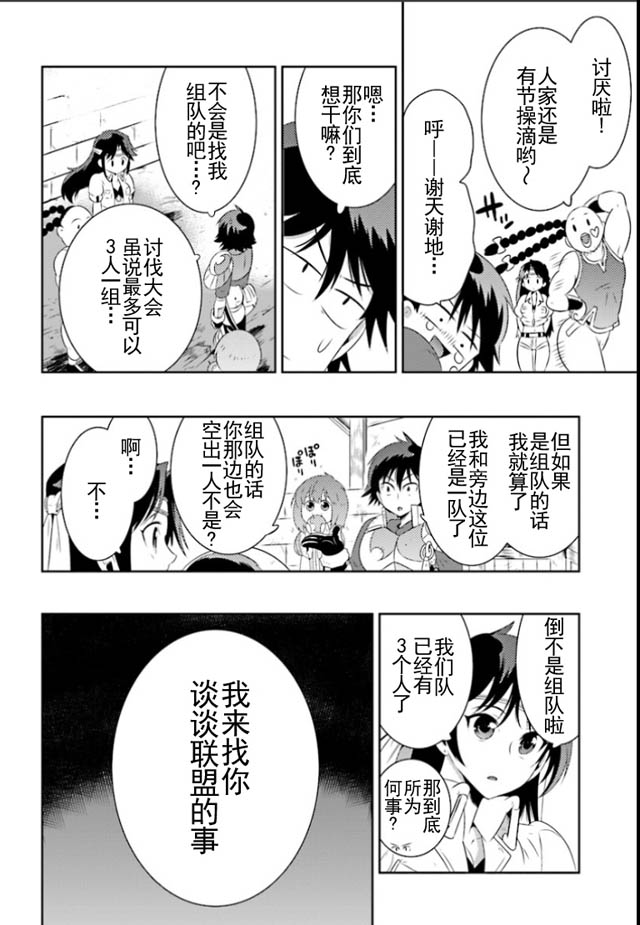 讨厌啦！
人家还是
有节操滴哟～
呼——谢天谢地…
嗯…
那你们到底
想干嘛？
不会是找我
组队的吧…？
讨伐大会
虽说最多可以
3人一组…
但如果
是组队的话
我就算了
我和旁边这位
已经是一队了
ぽり
ぽり
组队的话
你那边也会
空出一人不是？
啊…
不…
倒不是组队啦
我们队
已经有
3个人了
那到底
所为
何事？
我来找你
谈谈联盟的事